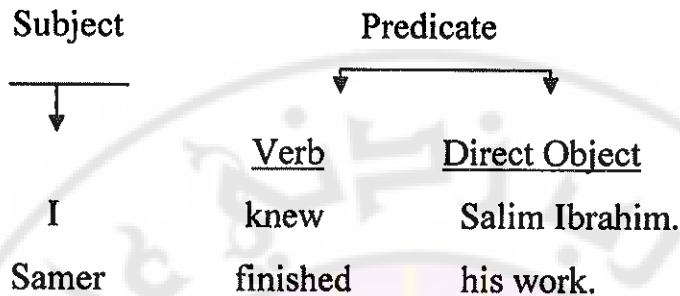 Subject Predicate
Verb Direct Object
I knew Salim Ibrahim.
Samer finished his work.